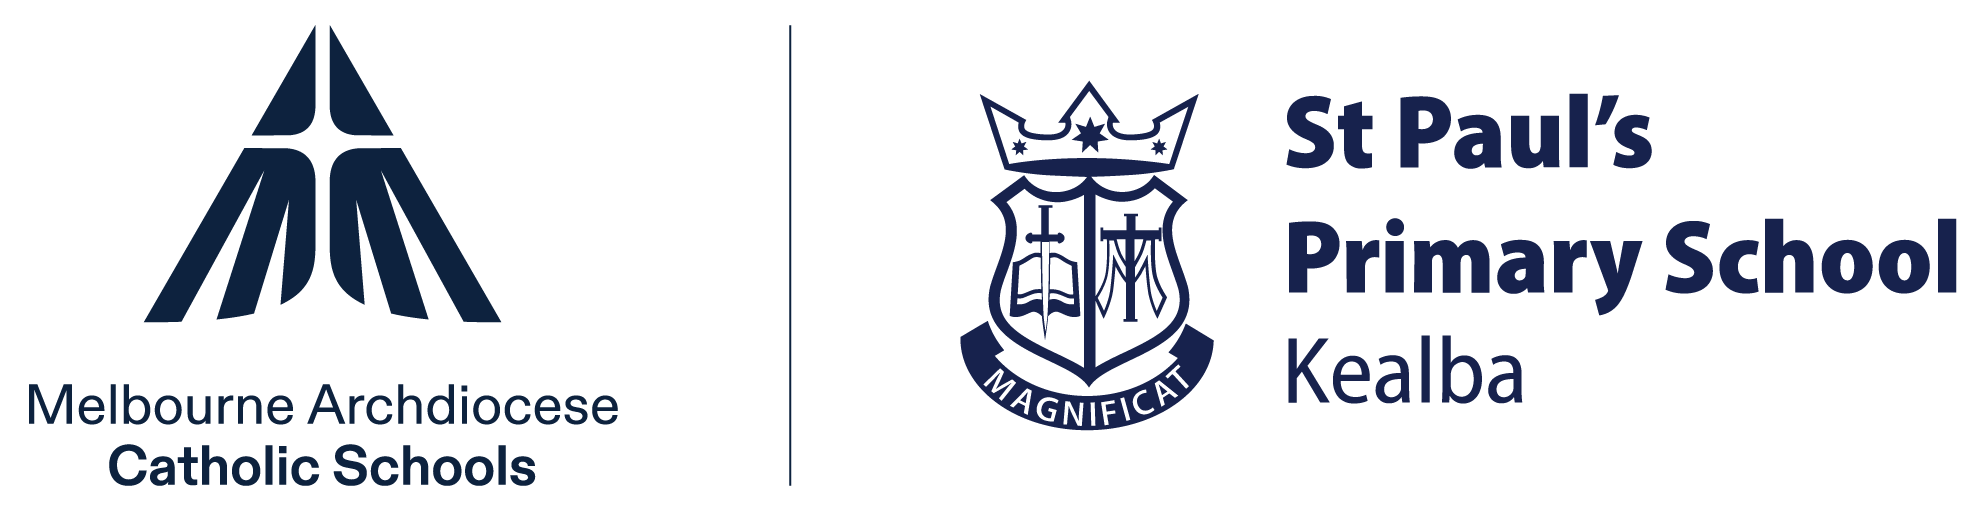 Melbourne Archdiocese
Catholic Schools
MAGNIFICAT
St Paul’s
Primary School
Kealba